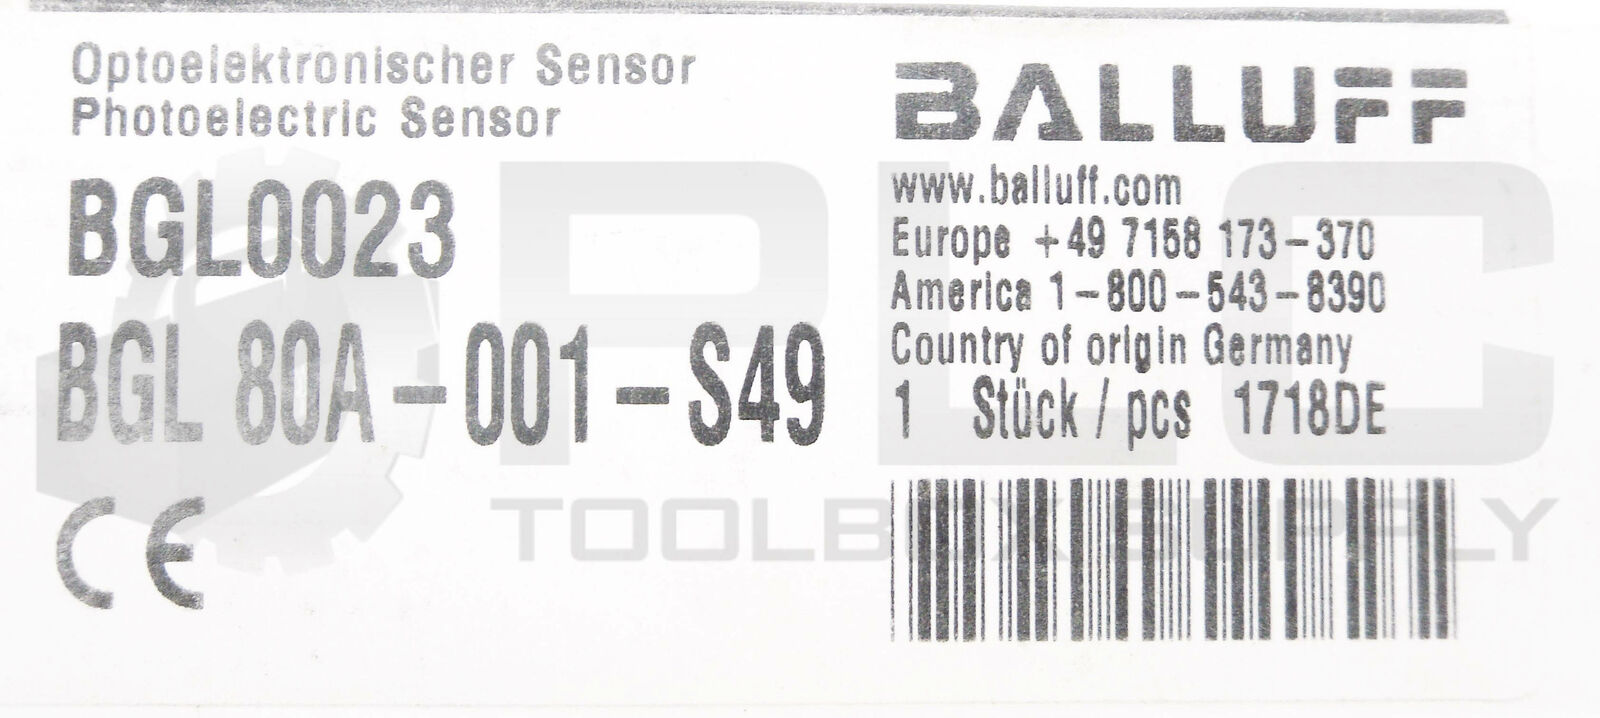 Optoelektronischer Sensor
Photoelectric Sensor
BGL0023
BGL 80A-001-S49
CE
BALLUFF
www.balluff.com
Europe +49 7158 173-370
America 1-800-543-8390
Country of origin Germany
1 Stück / pcs 1718DE
PLC
TOOLBOX SUPPLY